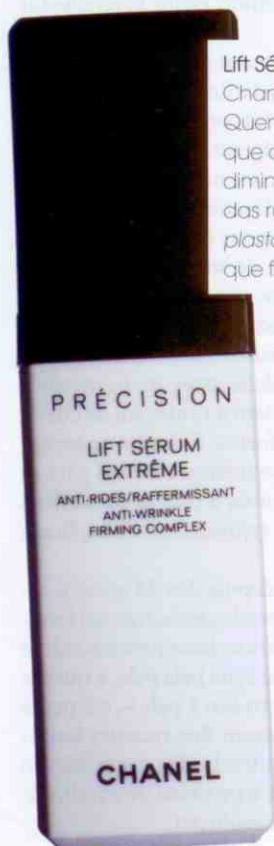 Lift Sé
Chan
Quer
que a
dimin
das r
plasta
que f
PRÉCISION
LIFT SÉRUM
EXTRÊME
ANTI-RIDES/RAFFERMISSANT
ANTI-WRINKLE
FIRMING COMPLEX
CHANEL